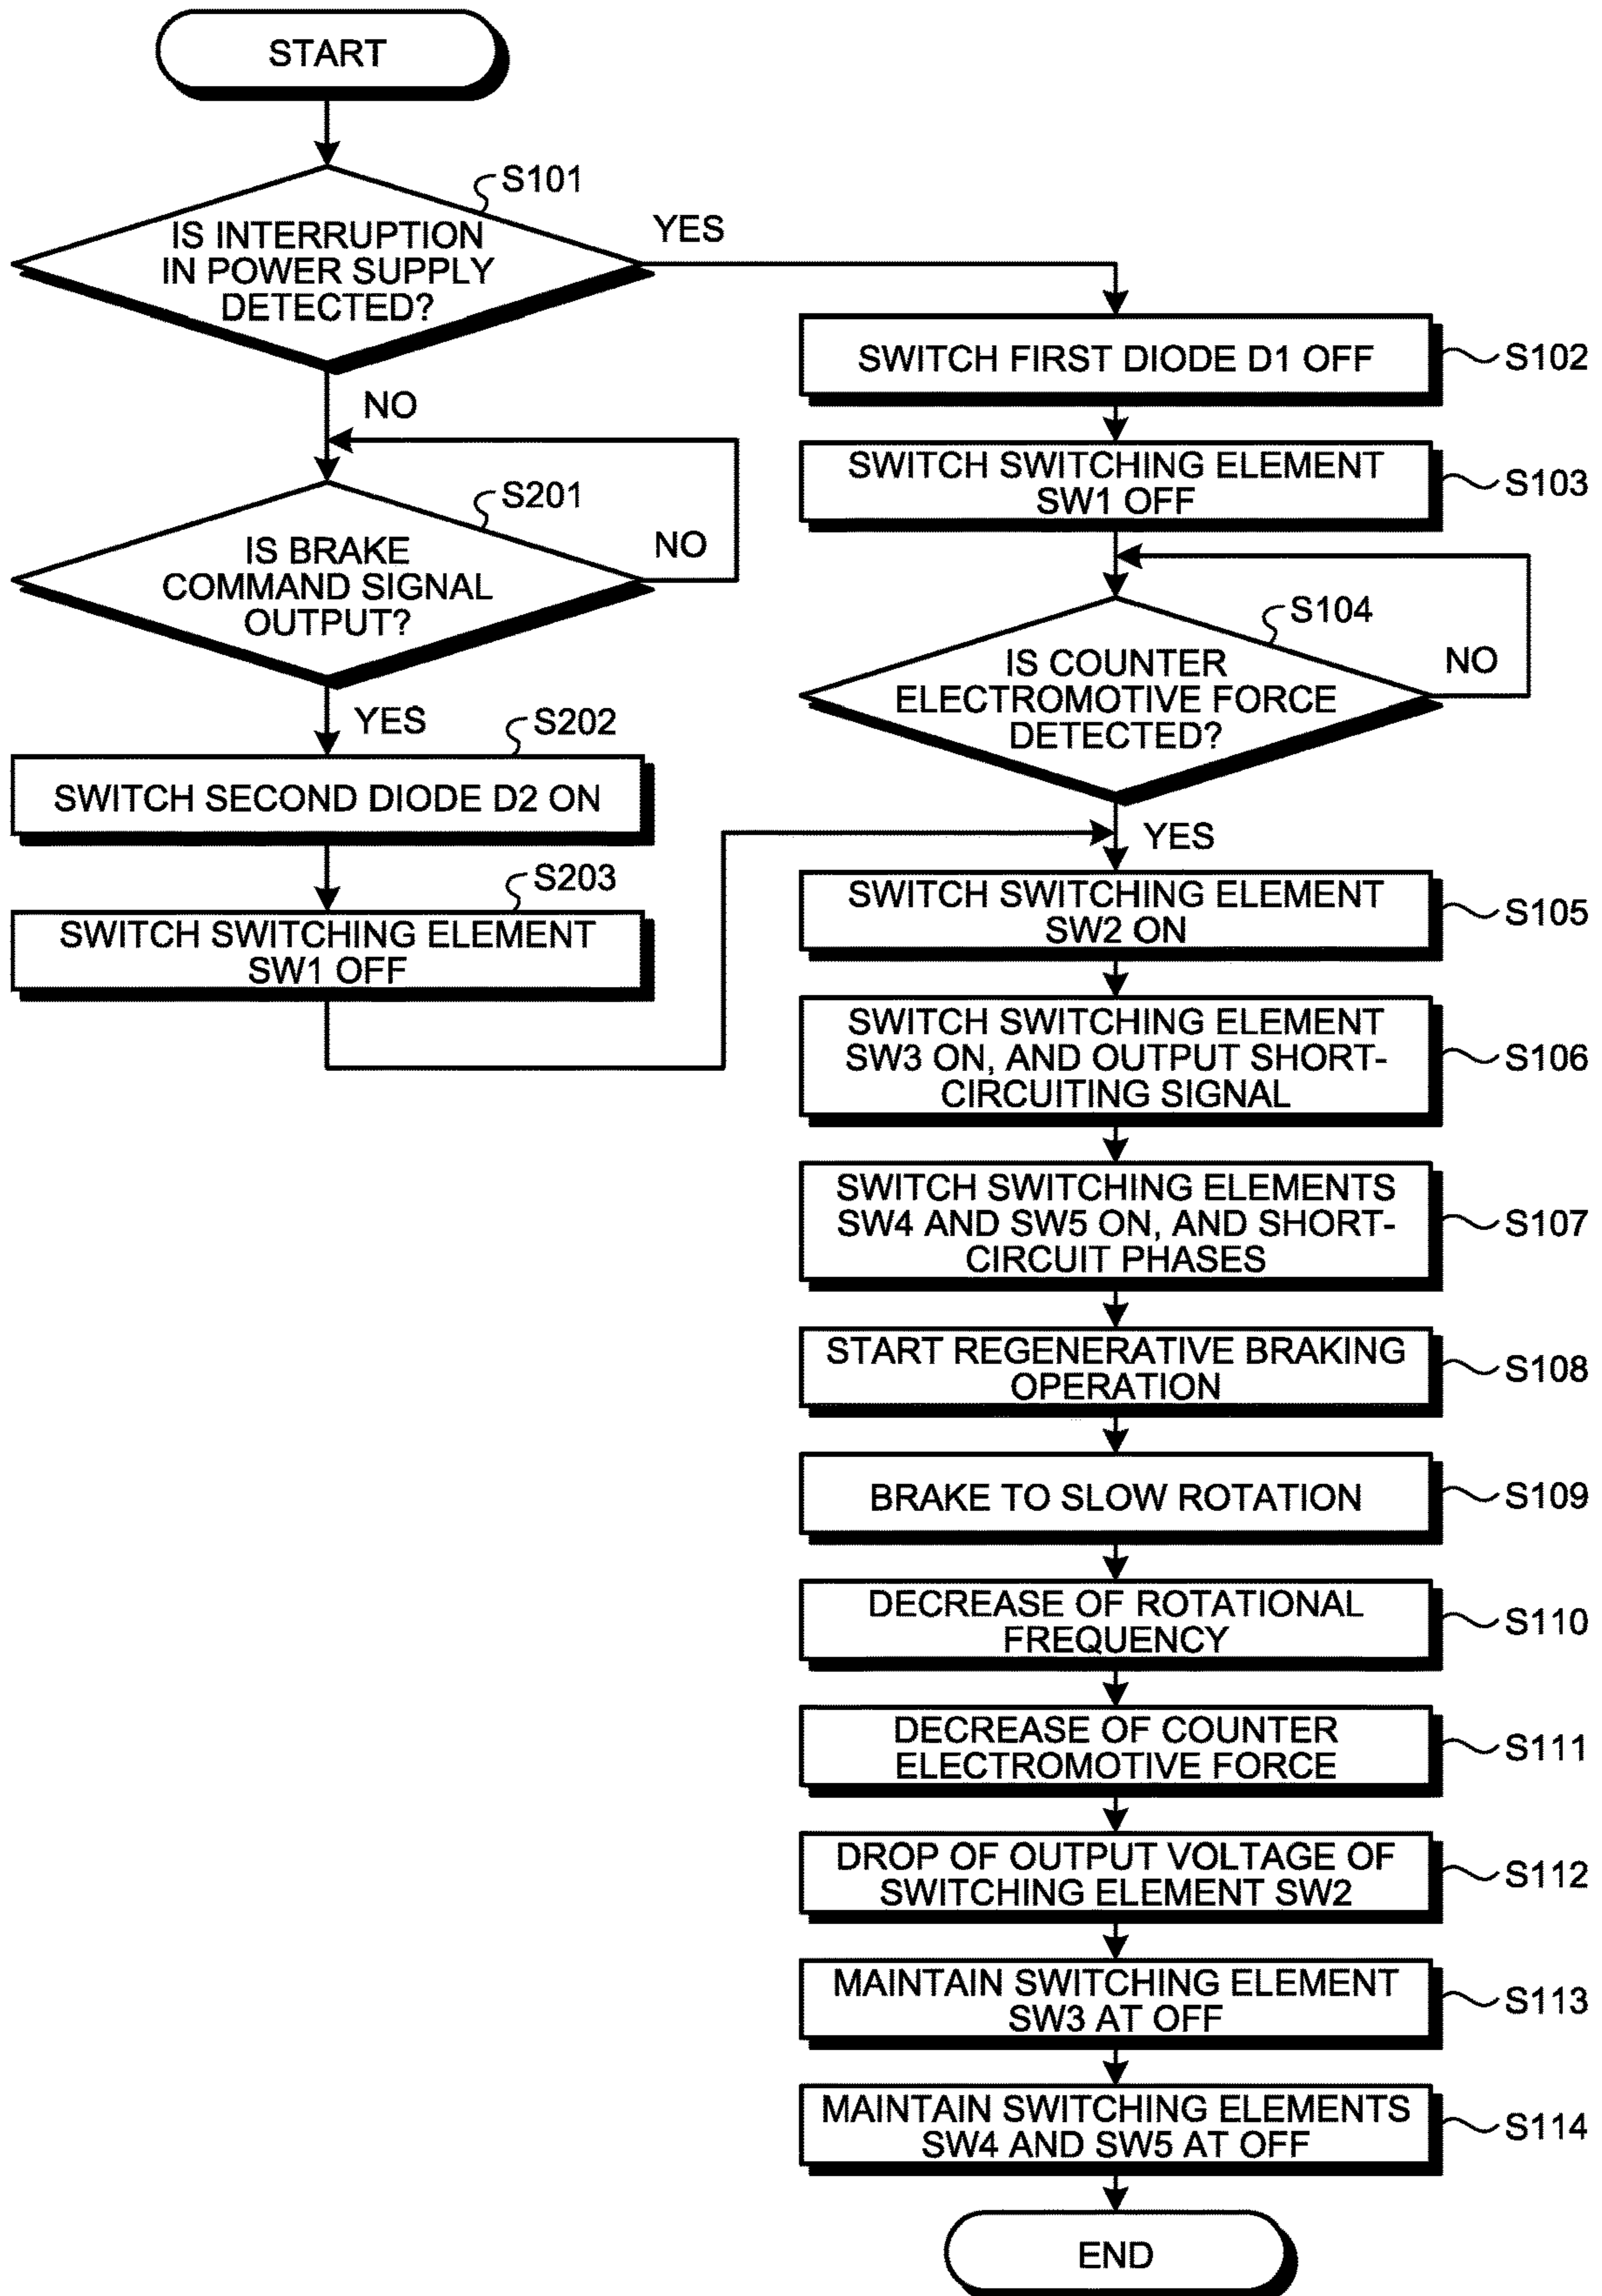 START
S101
IS INTERRUPTION
IN POWER SUPPLY
DETECTED?
YES
NO
S201
IS BRAKE
COMMAND SIGNAL
OUTPUT?
NO
YES
S202
SWITCH SECOND DIODE D2 ON
S203
SWITCH SWITCHING ELEMENT
SW1 OFF
SWITCH FIRST DIODE D1 OFF
S102
SWITCH SWITCHING ELEMENT
SW1 OFF
S103
S104
IS COUNTER
ELECTROMOTIVE FORCE
DETECTED?
NO
YES
SWITCH SWITCHING ELEMENT
SW2 ON
S105
SWITCH SWITCHING ELEMENT
SW3 ON, AND OUTPUT SHORT-
CIRCUITING SIGNAL
S106
SWITCH SWITCHING ELEMENTS
SW4 AND SW5 ON, AND SHORT-
CIRCUIT PHASES
S107
START REGENERATIVE BRAKING
OPERATION
S108
BRAKE TO SLOW ROTATION
S109
DECREASE OF ROTATIONAL
FREQUENCY
S110
DECREASE OF COUNTER
ELECTROMOTIVE FORCE
S111
DROP OF OUTPUT VOLTAGE OF
SWITCHING ELEMENT SW2
S112
MAINTAIN SWITCHING ELEMENT
SW3 AT OFF
S113
MAINTAIN SWITCHING ELEMENTS
SW4 AND SW5 AT OFF
S114
END